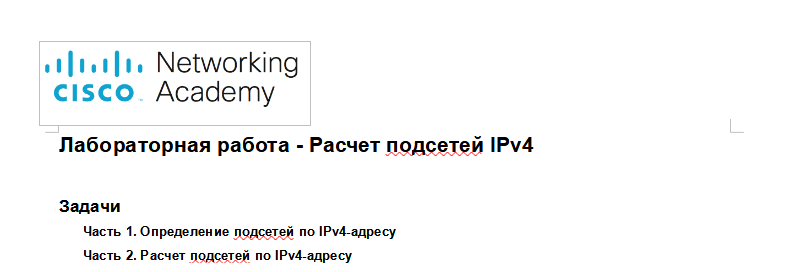 Networking
CISCO Academy
Лабораторная работа - Расчет подсетей IPv4
Задачи
Часть 1. Определение подсетей по IPv4-адресу
Часть 2. Расчет подсетей по IPv4-адресу